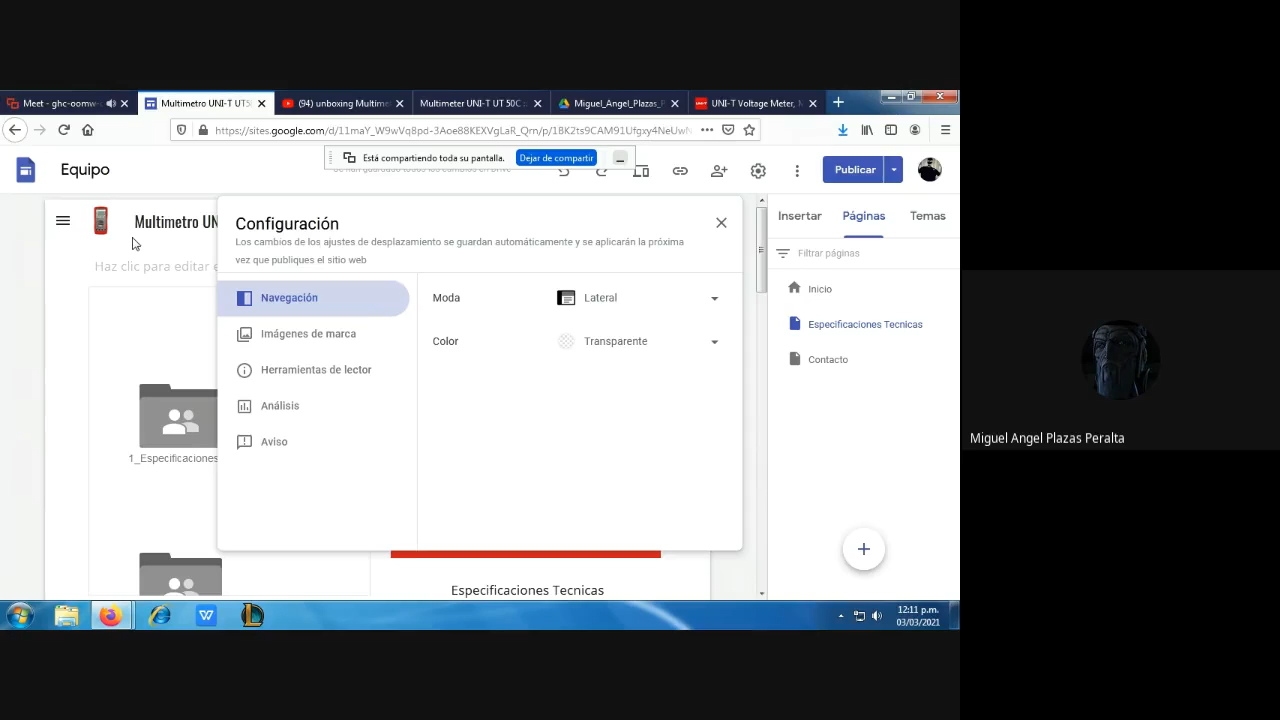 Meet - ghc-oomw-
Multimetro UNI-T UT5
(94) unboxing Multime
Multimeter UNI-T UT 50C
Miguel_Angel_Plazas_P
UNI-T Voltage Meter,
https://sites.google.com/d/11maY_W9wVq8pd-3Aoe88KEXVgLaR_Qrn/p/1BK2ts9CAM91Ufgxy4NeUwN
Está compartiendo toda su pantalla.
Dejar de compartir
Equipo
Publicar
Multimetro UN
Haz clic para editar e
1_Especificaciones
Configuración
Los cambios de los ajustes de desplazamiento se guardan automáticamente y se aplicarán la próxima
vez que publiques el sitio web
Navegación
Imágenes de marca
Herramientas de lector
Análisis
Aviso
Moda
Lateral
Color
Transparente
Especificaciones Tecnicas
Insertar
Páginas
Temas
Filtrar páginas
Inicio
Especificaciones Tecnicas
Contacto
12:11 p.m.
03/03/2021
Miguel Angel Plazas Peralta